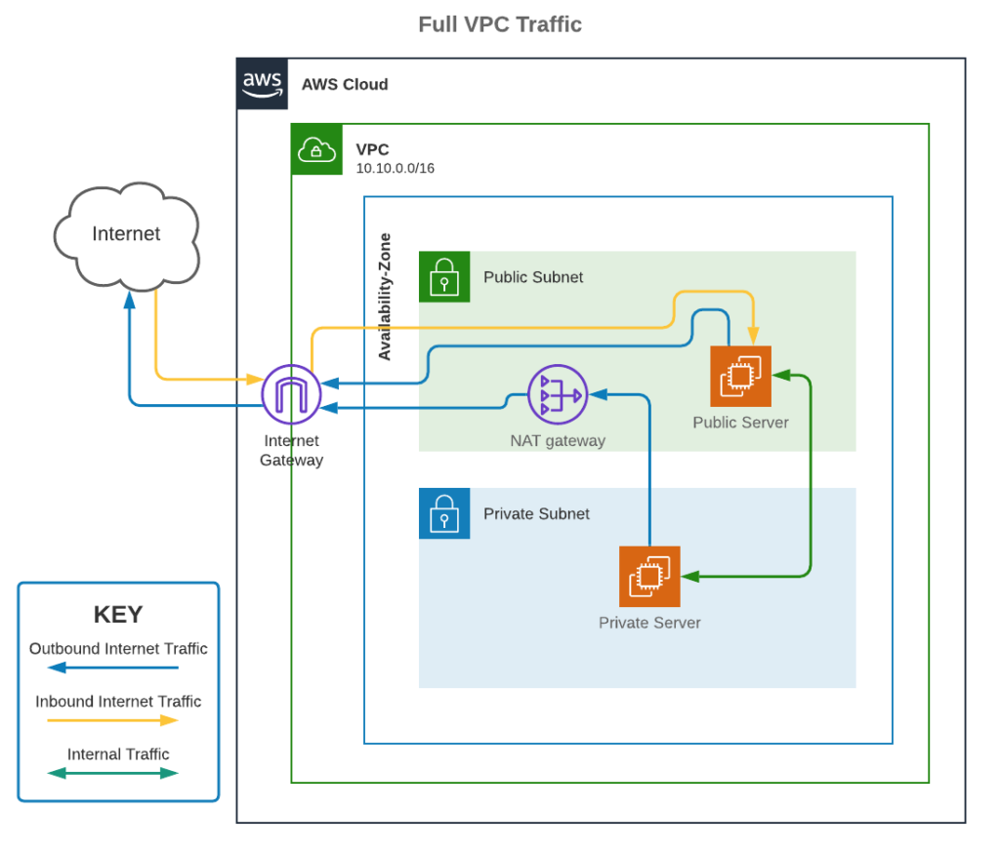 Full VPC Traffic
aws
AWS Cloud
VPC
10.10.0.0/16
Internet
Availability-Zone
Public Subnet
Public Server
NAT gateway
Internet
Gateway
Private Subnet
Private Server
KEY
Outbound Internet Traffic
Inbound Internet Traffic
Internal Traffic